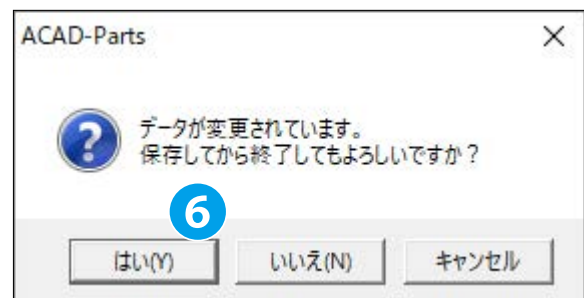 ACAD-Parts
データが変更されています。
保存してから終了してもよろしいですか？
6
はい(Y)
いいえ(N)
キャンセル